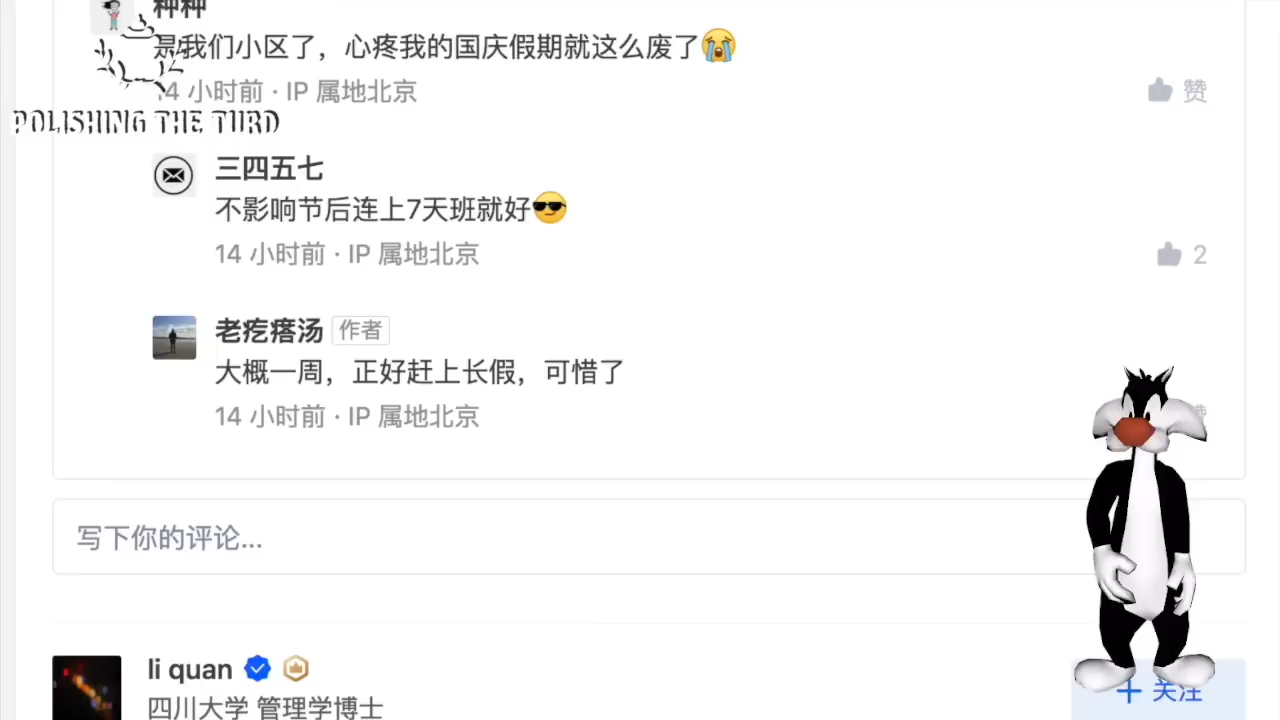 种种
是我们小区了，心疼我的国庆假期就这么废了😭
14 小时前 · IP 属地北京
赞
POLISHING THE TURD
三四五七
不影响节后连上7天班就好😎
14 小时前 · IP 属地北京
2
老疙瘩汤 作者
大概一周，正好赶上长假，可惜了
14 小时前 · IP 属地北京
写下你的评论...
li quan
四川大学 管理学博士
+ 关注